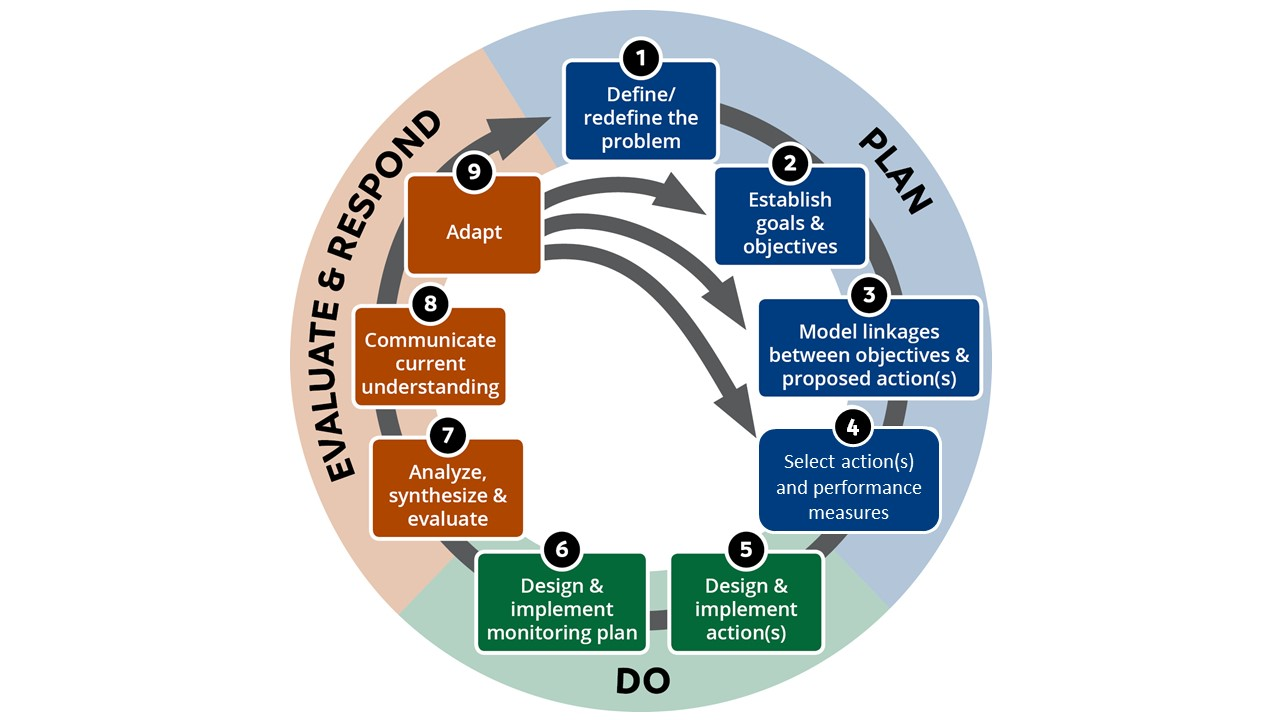 PLAN
1
Define/
redefine the
problem
2
Establish
goals &
objectives
3
Model linkages
between objectives &
proposed action(s)
4
Select action(s)
and performance
measures
DO
5
Design &
implement
action(s)
6
Design &
implement
monitoring plan
EVALUATE & RESPOND
7
Analyze,
synthesize &
evaluate
8
Communicate
current
understanding
9
Adapt